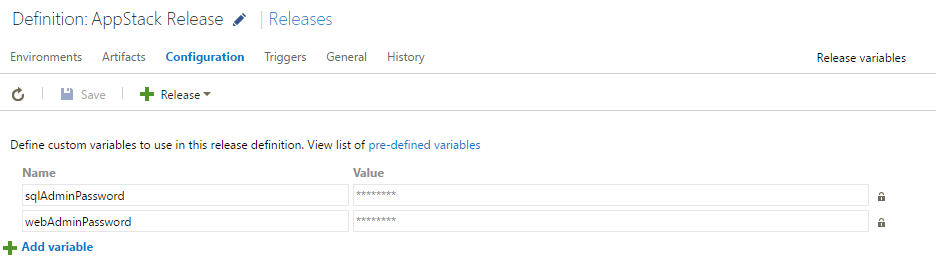 Definition: AppStack Release | Releases
Environments Artifacts Configuration Triggers General History Release variables
Save Release
Define custom variables to use in this release definition. View list of pre-defined variables
Name Value
sqlAdminPassword ********
webAdminPassword ********
Add variable